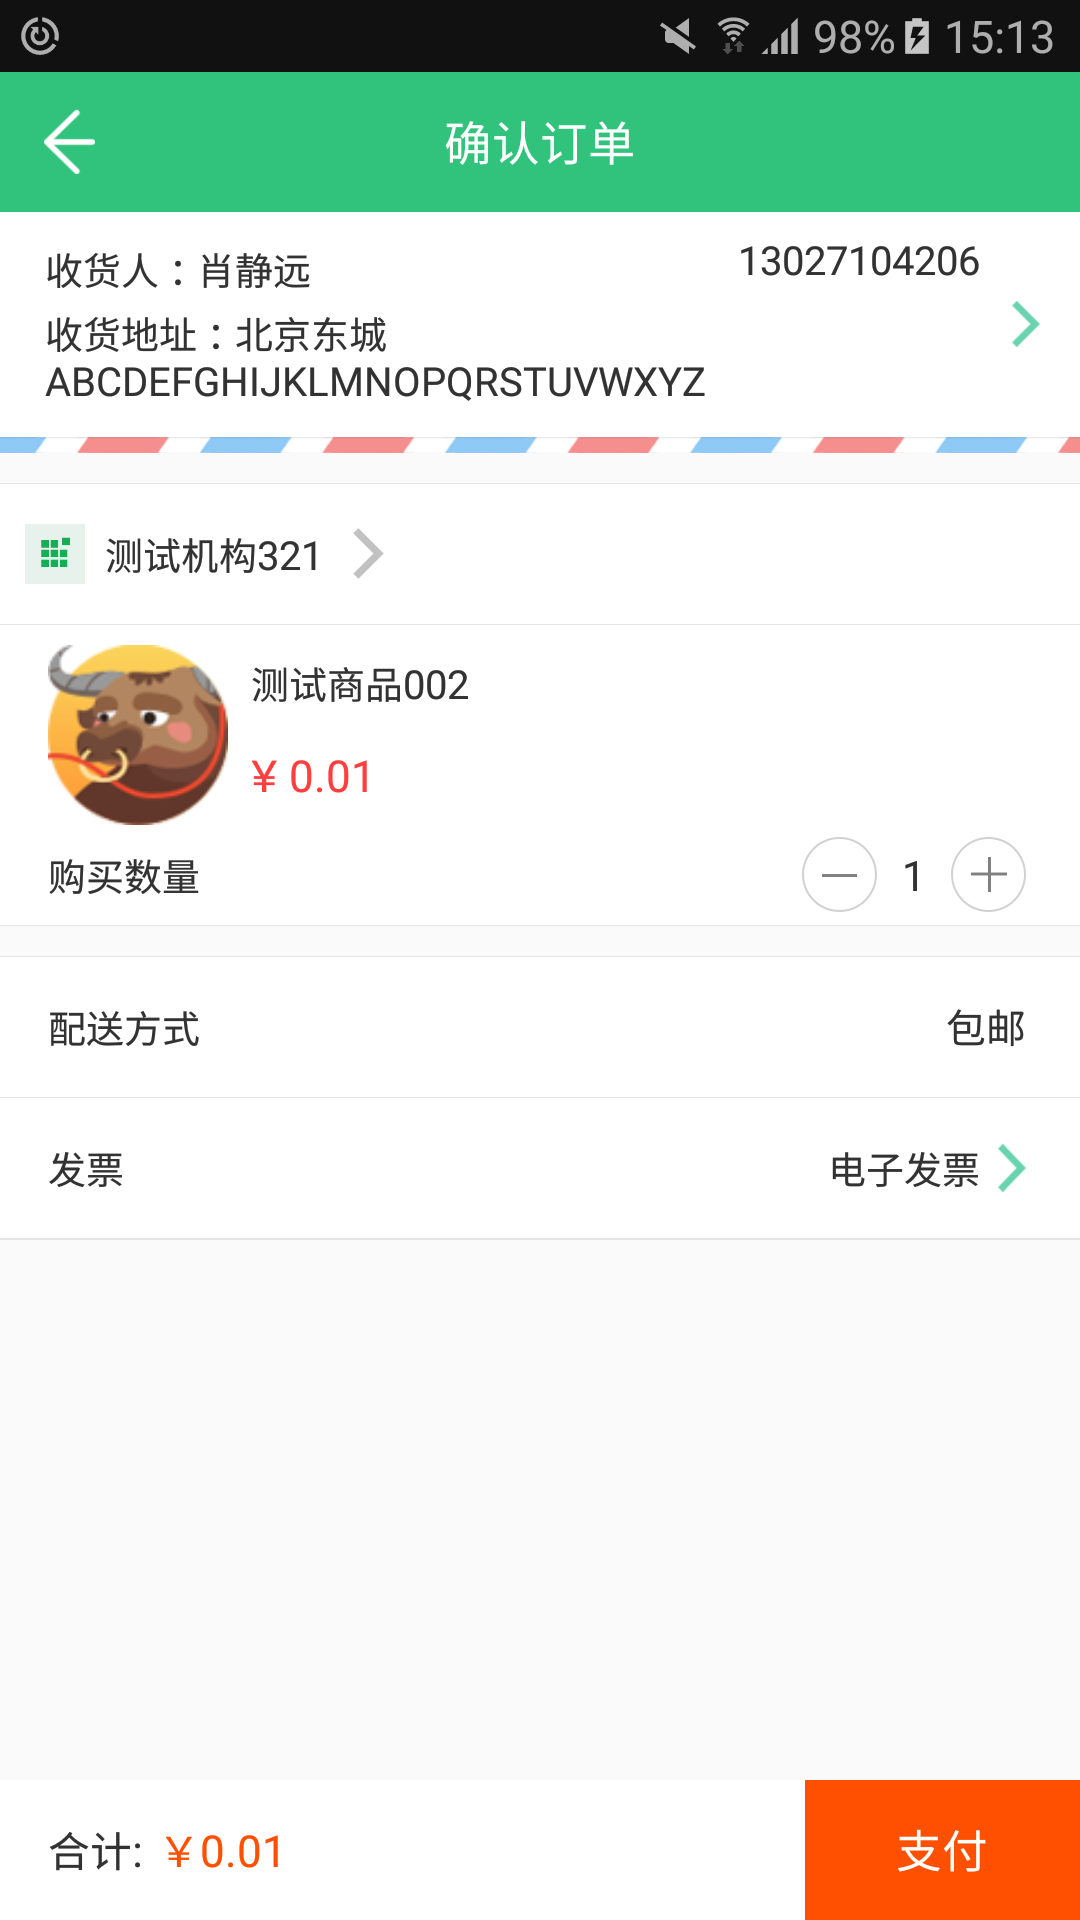 98% 15:13
确认订单
收货人：肖静远 13027104206
收货地址：北京东城
ABCDEFGHIJKLMNOPQRSTUVWXYZ
测试机构321
测试商品002
¥ 0.01
购买数量 1
配送方式 包邮
发票 电子发票
合计: ¥0.01 支付